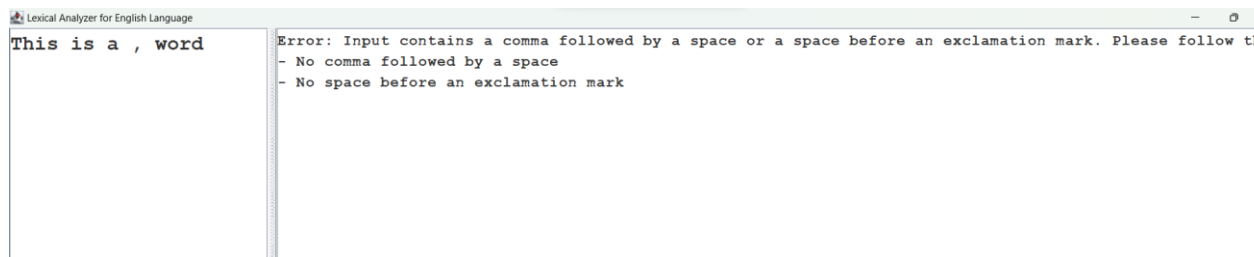 Lexical Analyzer for English Language
This is a , word
Error: Input contains a comma followed by a space or a space before an exclamation mark. Please follow
- No comma followed by a space
- No space before an exclamation mark